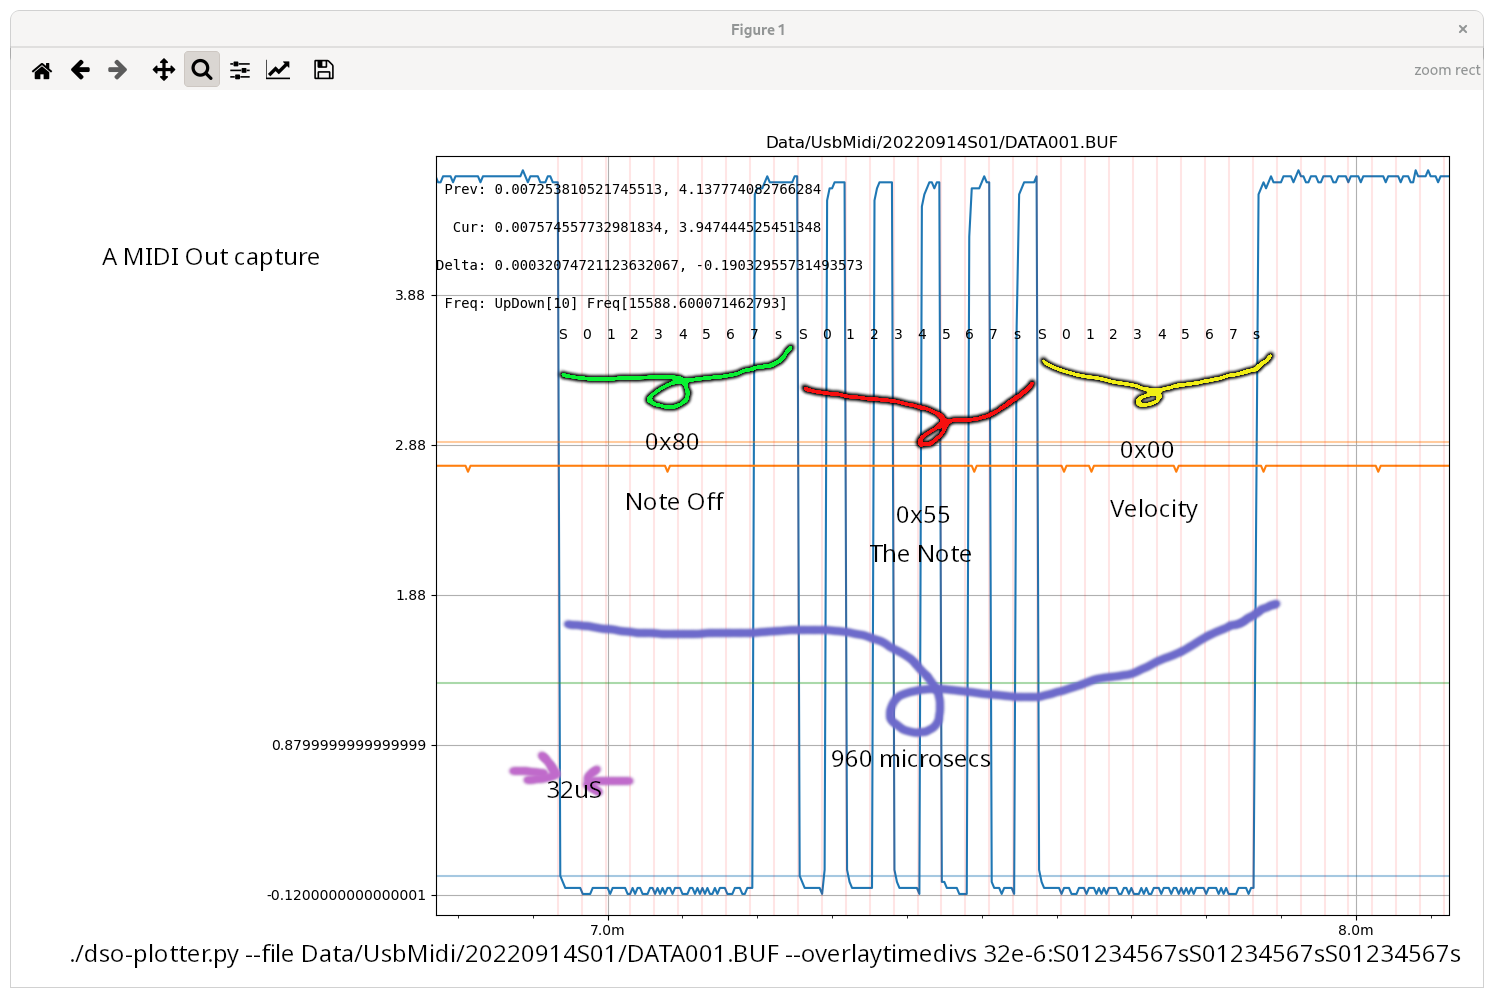 Figure 1
×
zoom rect
Data/UsbMidi/20220914S01/DATA001.BUF
Prev: 0.007253810521745513, 4.137774082766284
Cur: 0.007574557732981834, 3.947444525451348
A MIDI Out capture
Delta: 0.00032074721123632067, -0.19032955731493573
3.88
Freq: UpDown[10] Freq[15588.600071462793]
S 0 1 2 3 4 5 6 7 s S 0 1 2 3 4 5 6 7 s S 0 1 2 3 4 5 6 7 s
2.88
0x80
0x00
Note Off
0x55
Velocity
The Note
1.88
0.8799999999999999
960 microsecs
32uS
-0.1200000000000001
7.0m
8.0m
./dso-plotter.py --file Data/UsbMidi/20220914S01/DATA001.BUF --overlaytimedivs 32e-6:S01234567sS01234567sS01234567s